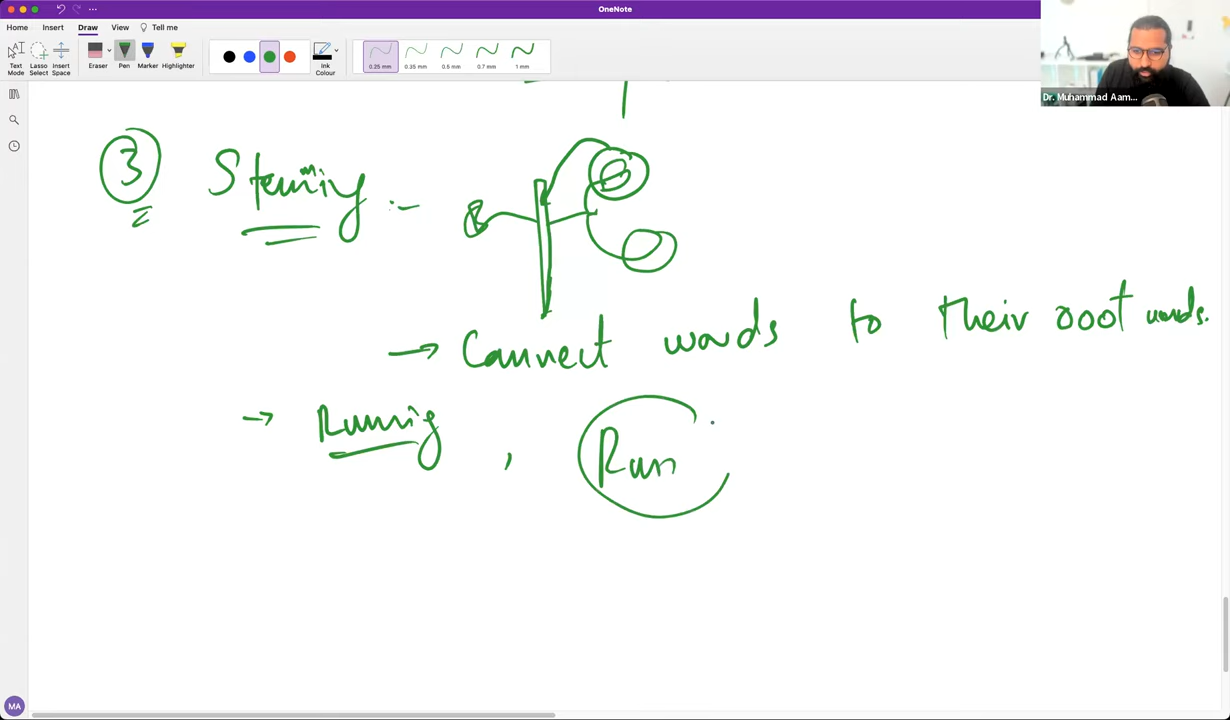 OneNote
Home Insert Draw View Tell me
Text Mode
Lasso Select
Insert Space
Eraser
Pen
Marker
Highlighter
Ink Colour
0.25 mm
0.35 mm
0.5 mm
0.7 mm
1 mm
Dr. Muhammad Aam...
3 Stemming :-
→ Connect words to their root words.
→ Running , Run
MA